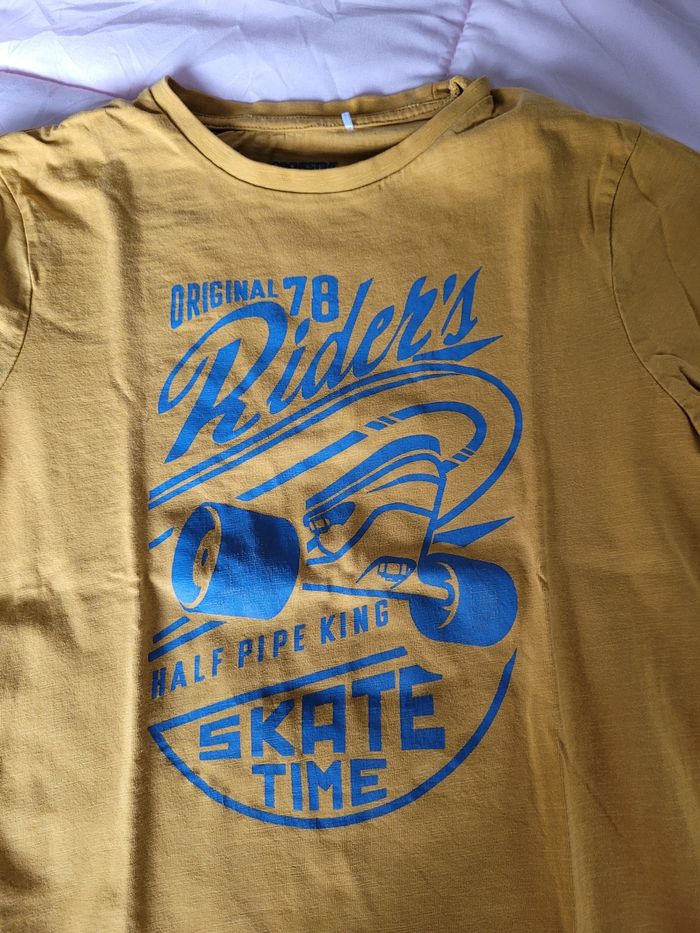 ORIGINAL 78
Rider's
HALF PIPE KING
SKATE
TIME